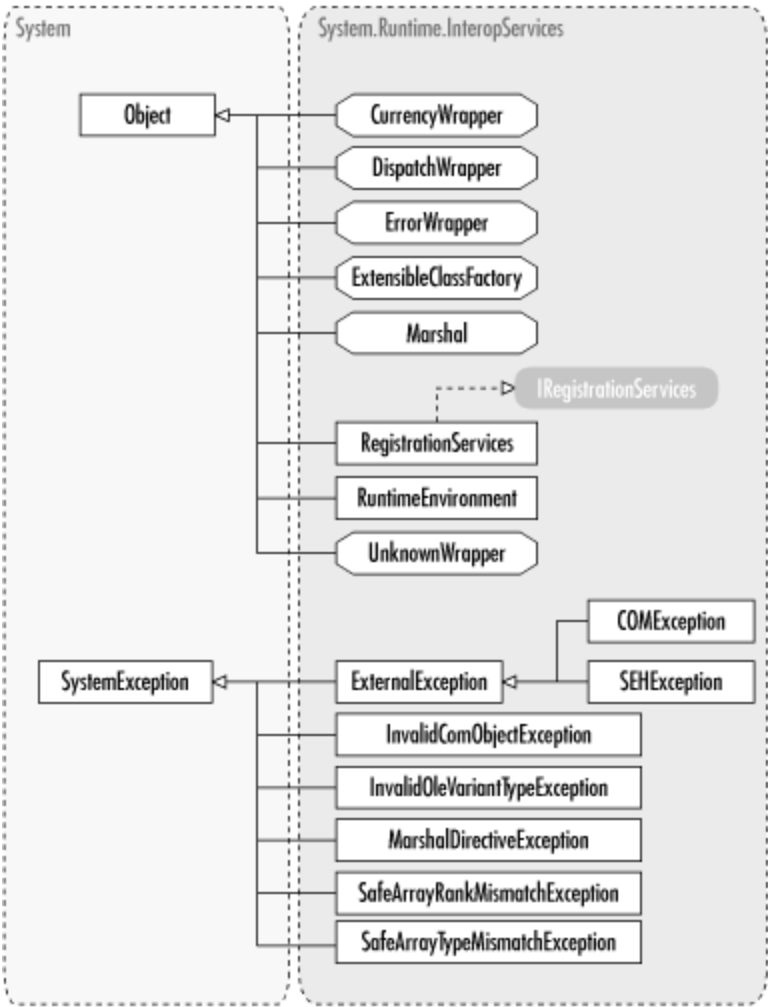 System
System.Runtime.InteropServices
Object
CurrencyWrapper
DispatchWrapper
ErrorWrapper
ExtensibleClassFactory
Marshal
IRegistrationServices
RegistrationServices
RuntimeEnvironment
UnknownWrapper
COMException
SystemException
ExternalException
SEHException
InvalidComObjectException
InvalidOleVariantTypeException
MarshalDirectiveException
SafeArrayRankMismatchException
SafeArrayTypeMismatchException